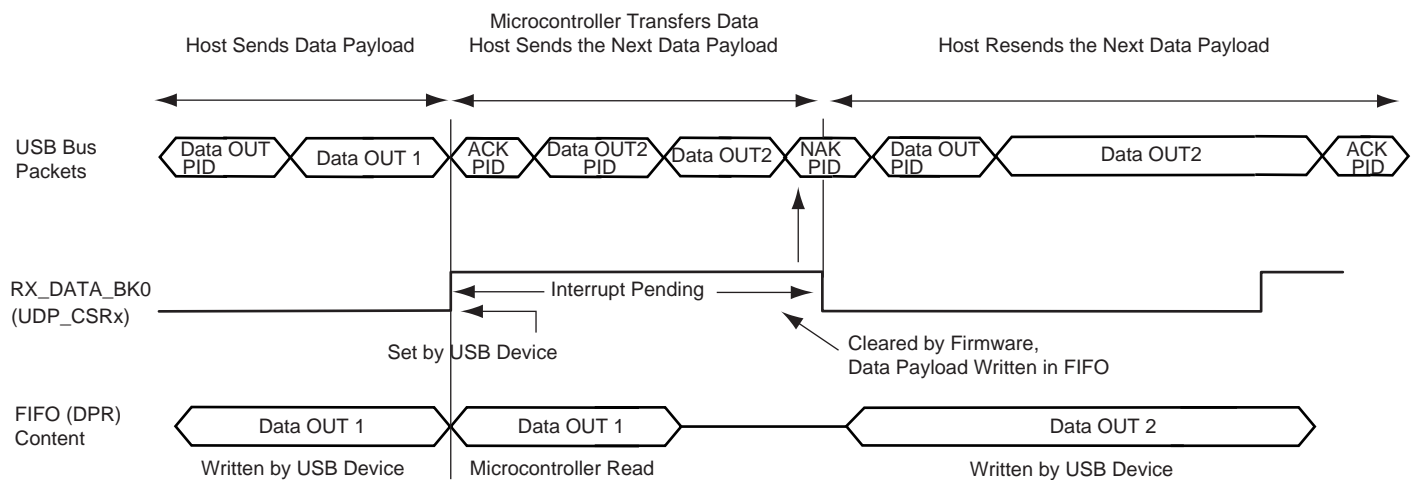 Microcontroller Transfers Data
Host Sends Data Payload
Host Sends the Next Data Payload
Host Resends the Next Data Payload
USB Bus
Packets
Data OUT
PID
Data OUT 1
ACK
PID
Data OUT2
PID
Data OUT2
NAK
PID
Data OUT
PID
Data OUT2
ACK
PID
RX_DATA_BK0
(UDP_CSRx)
Interrupt Pending
Set by USB Device
Cleared by Firmware,
Data Payload Written in FIFO
FIFO (DPR)
Content
Data OUT 1
Data OUT 1
Data OUT 2
Written by USB Device
Microcontroller Read
Written by USB Device